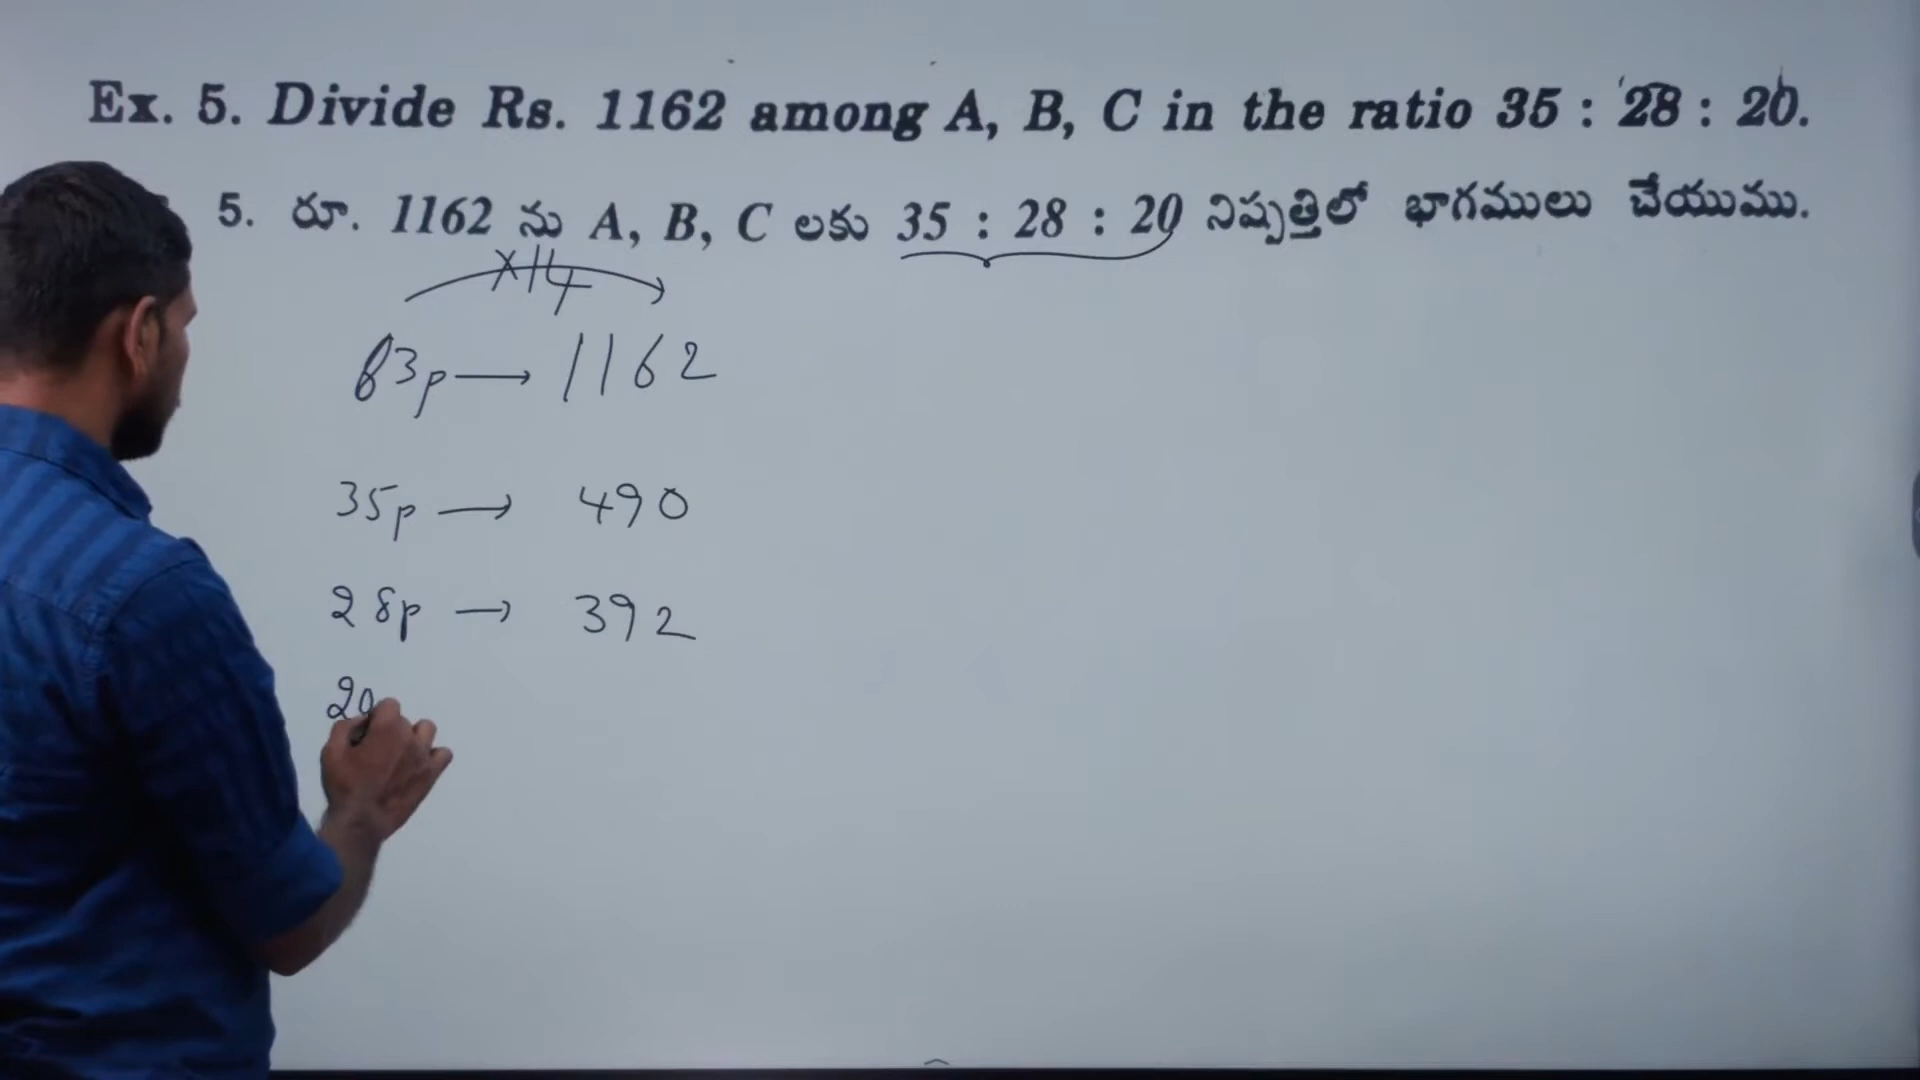 Ex. 5. Divide Rs. 1162 among A, B, C in the ratio 35 : 28 : 20.
5. రూ. 1162 ను A, B, C లకు 35 : 28 : 20 నిష్పత్తిలో భాగములు చేయుము.
×14
83p → 1162
35p → 490
28p → 392
20